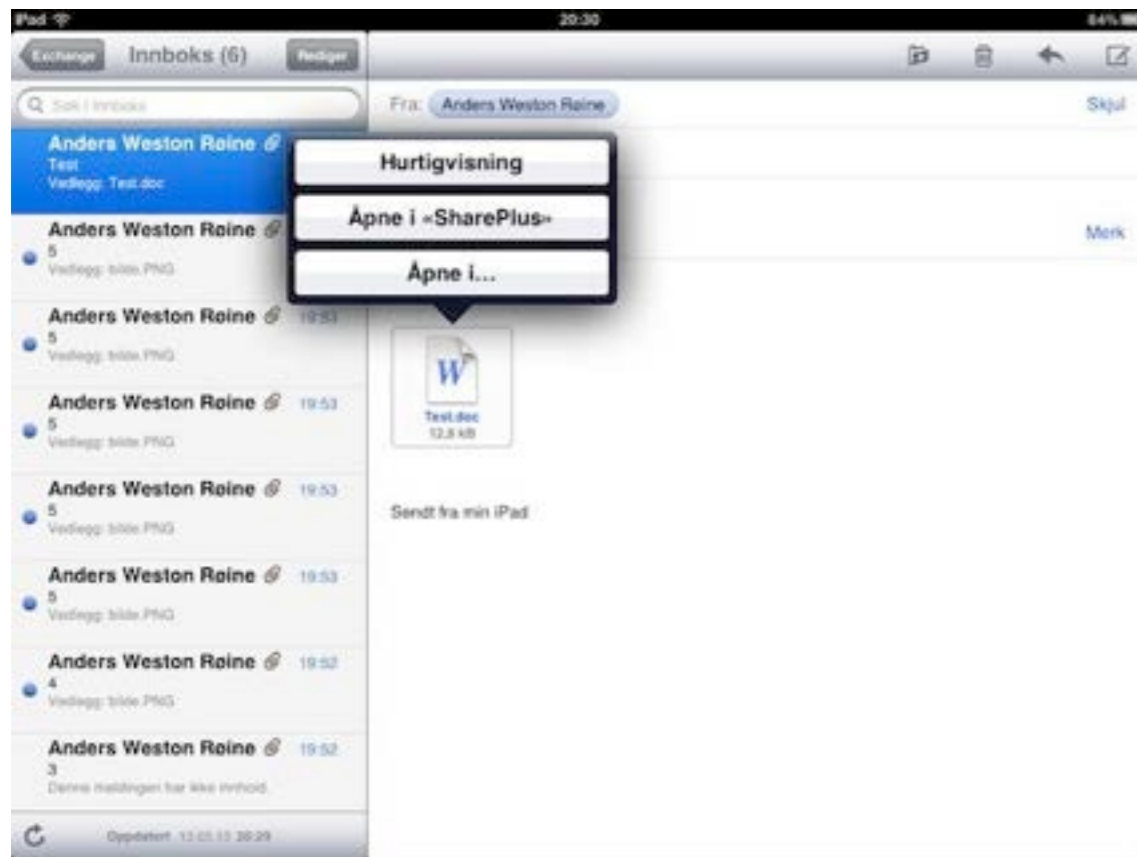 iPad
20:30
84%
Exchange
Innboks (6)
Rediger
Søk i innboks
Anders Weston Røine
Test
Vedlegg: Test.doc
Anders Weston Røine
5
Vedlegg: bilde.PNG
Anders Weston Røine 19:53
5
Vedlegg: bilde.PNG
Anders Weston Røine 19:53
5
Vedlegg: bilde.PNG
Anders Weston Røine 19:53
5
Vedlegg: bilde.PNG
Anders Weston Røine 19:53
5
Vedlegg: bilde.PNG
Anders Weston Røine 19:52
4
Vedlegg: bilde.PNG
Anders Weston Røine 19:52
3
Denne meldingen har ikke innhold.
Oppdatert 20:29
Fra: Anders Weston Røine
Skjul
Hurtigvisning
Åpne i «SharePlus»
Åpne i...
Merk
W
Test.doc
12,8 kB
Sendt fra min iPad